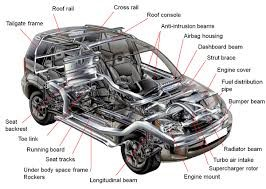 Roof rail
Cross rail
Roof console
Tailgate frame
Anti-intrusion beams
Airbag housing
Dashboard beam
Strut brace
Engine cover
Fuel distribution
pipe
Bumper beam
Seat
backrest
Toe link
Running board
Seat tracks
Under body space frame /
Rockers
Longitudinal beam
Radiator beam
Turbo air intake
Supercharger rotor
Engine mount